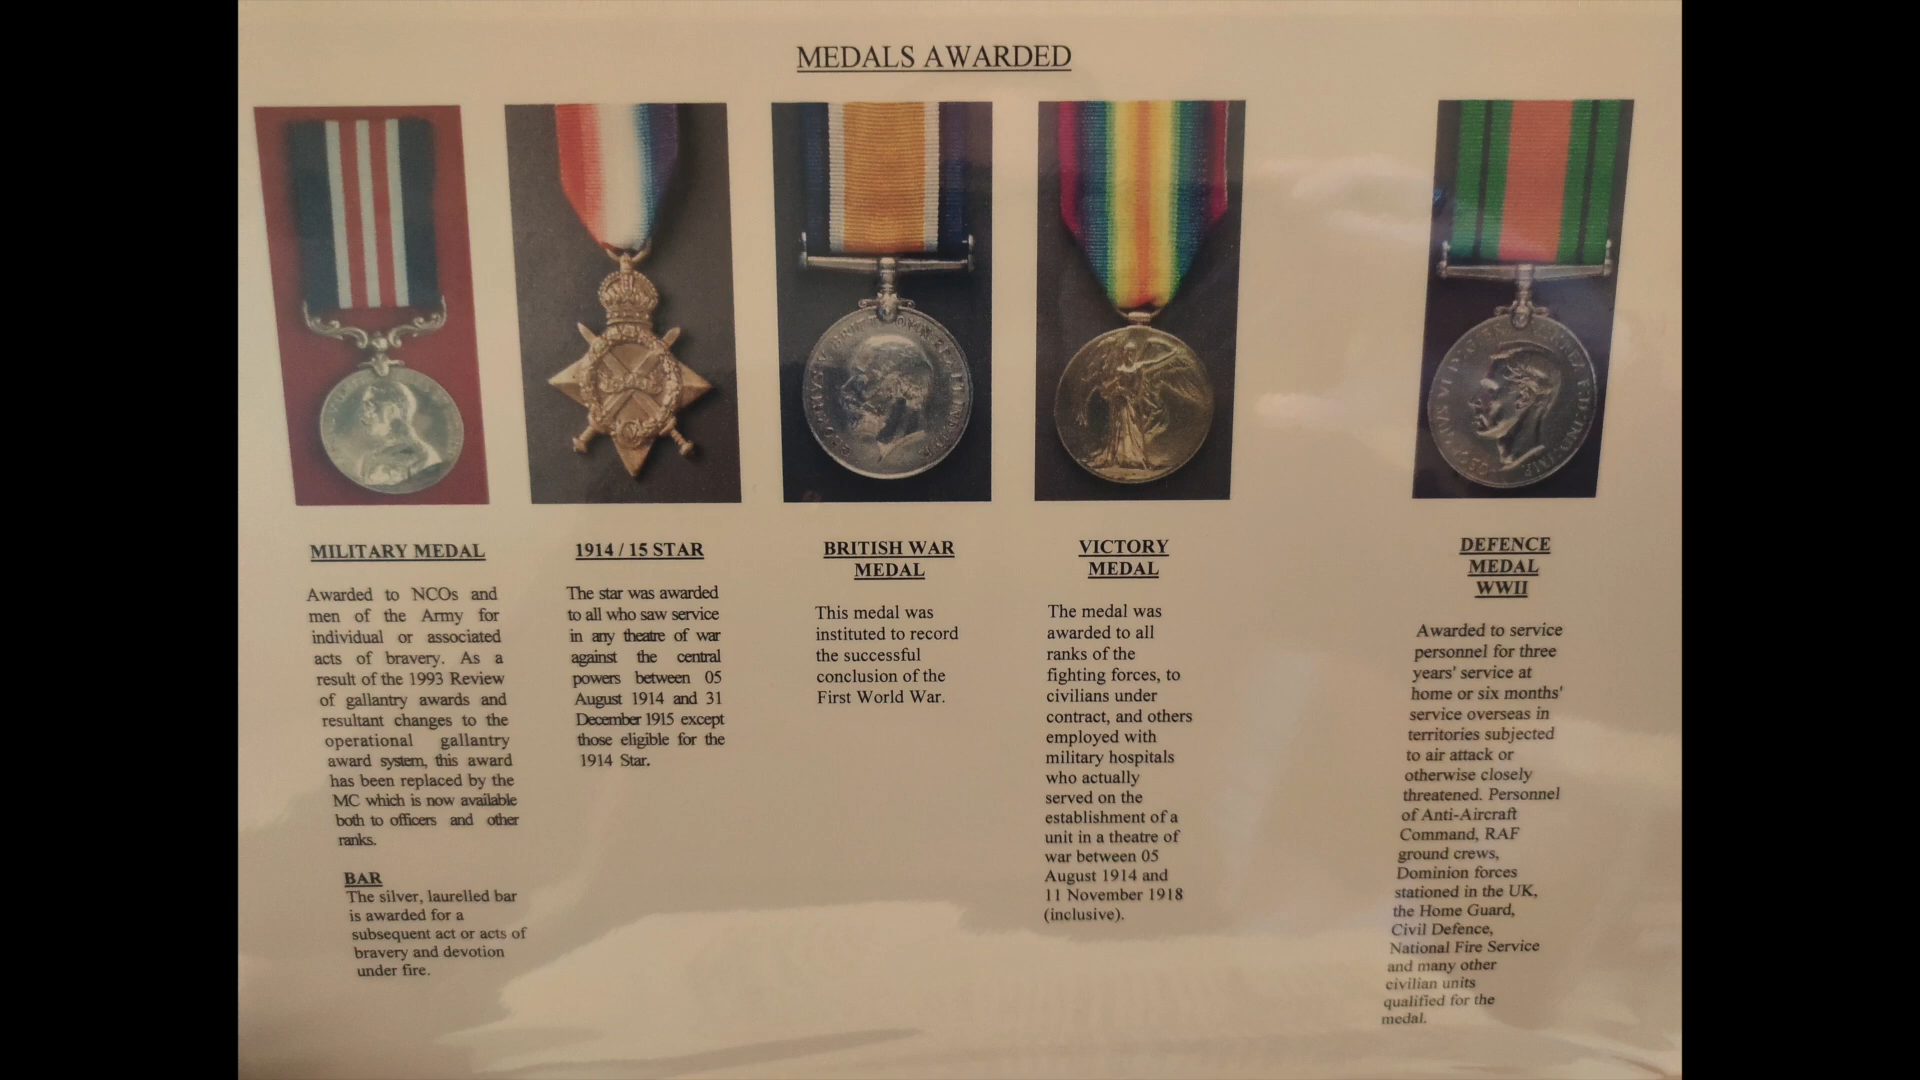 MEDALS AWARDED
MILITARY MEDAL
Awarded to NCOs and
men of the Army for
individual or associated
acts of bravery. As a
result of the 1993 Review
of gallantry awards and
resultant changes to the
operational gallantry
award system, this award
has been replaced by the
MC which is now available
both to officers and other
ranks.
BAR
The silver, laurelled bar
is awarded for a
subsequent act or acts of
bravery and devotion
under fire.
1914 / 15 STAR
The star was awarded
to all who saw service
in any theatre of war
against the central
powers between 05
August 1914 and 31
December 1915 except
those eligible for the
1914 Star.
BRITISH WAR
MEDAL
This medal was
instituted to record
the successful
conclusion of the
First World War.
VICTORY
MEDAL
The medal was
awarded to all
ranks of the
fighting forces, to
civilians under
contract, and others
employed with
military hospitals
who actually
served on the
establishment of a
unit in a theatre of
war between 05
August 1914 and
11 November 1918
(inclusive).
DEFENCE
MEDAL
WWII
Awarded to service
personnel for three
years' service at
home or six months'
service overseas in
territories subjected
to air attack or
otherwise closely
threatened. Personnel
of Anti-Aircraft
Command, RAF
ground crews,
Dominion forces
stationed in the UK,
the Home Guard,
Civil Defence,
National Fire Service
and many other
civilian units
qualified for the
medal.